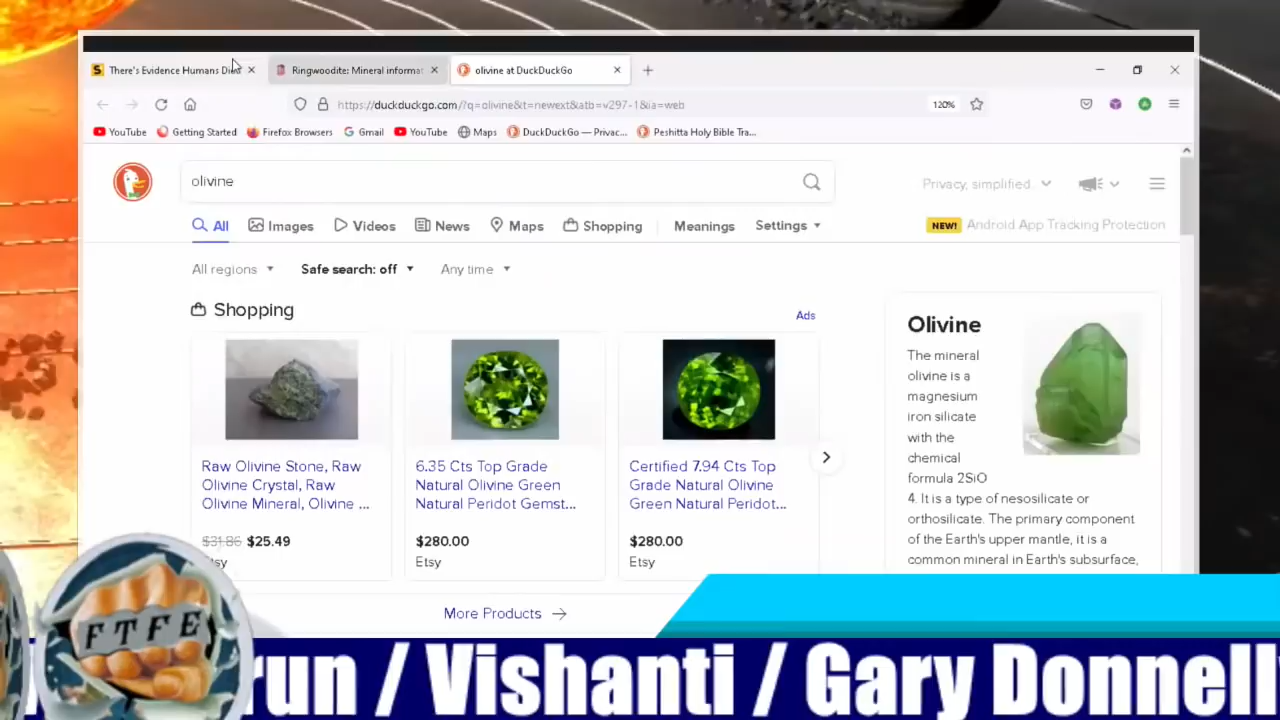 There's Evidence Humans Di
Ringwoodite: Mineral informat
olivine at DuckDuckGo
https://duckduckgo.com/?q=olivine&t=newext&atb=v297-1&ia=web
120%
YouTube
Getting Started
Firefox Browsers
Gmail
YouTube
Maps
DuckDuckGo — Privac...
Peshitta Holy Bible Tra...
olivine
Privacy, simplified.
All
Images
Videos
News
Maps
Shopping
Meanings
Settings
NEW! Android App Tracking Protection
All regions
Safe search: off
Any time
Shopping
Ads
Raw Olivine Stone, Raw
Olivine Crystal, Raw
Olivine Mineral, Olivine ...
$31.86 $25.49
sy
6.35 Cts Top Grade
Natural Olivine Green
Natural Peridot Gemst...
$280.00
Etsy
Certified 7.94 Cts Top
Grade Natural Olivine
Green Natural Peridot...
$280.00
Etsy
More Products
Olivine
The mineral
olivine is a
magnesium
iron silicate
with the
chemical
formula 2SiO
4. It is a type of nesosilicate or
orthosilicate. The primary component
of the Earth's upper mantle, it is a
common mineral in Earth's subsurface,
FTFE
run / Vishanti / Gary Donnelly